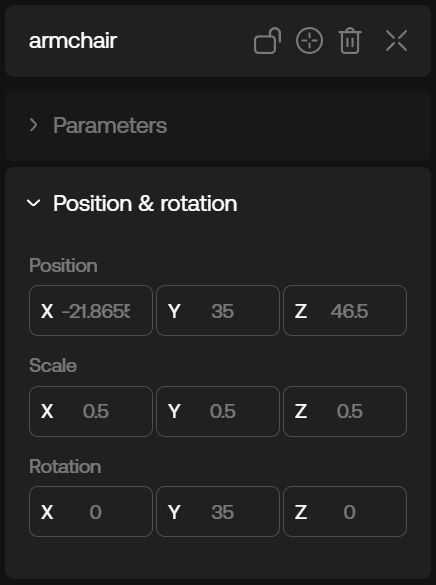 armchair
Parameters
Position & rotation
Position
X -21.8655 Y 35 Z 46.5
Scale
X 0.5 Y 0.5 Z 0.5
Rotation
X 0 Y 35 Z 0